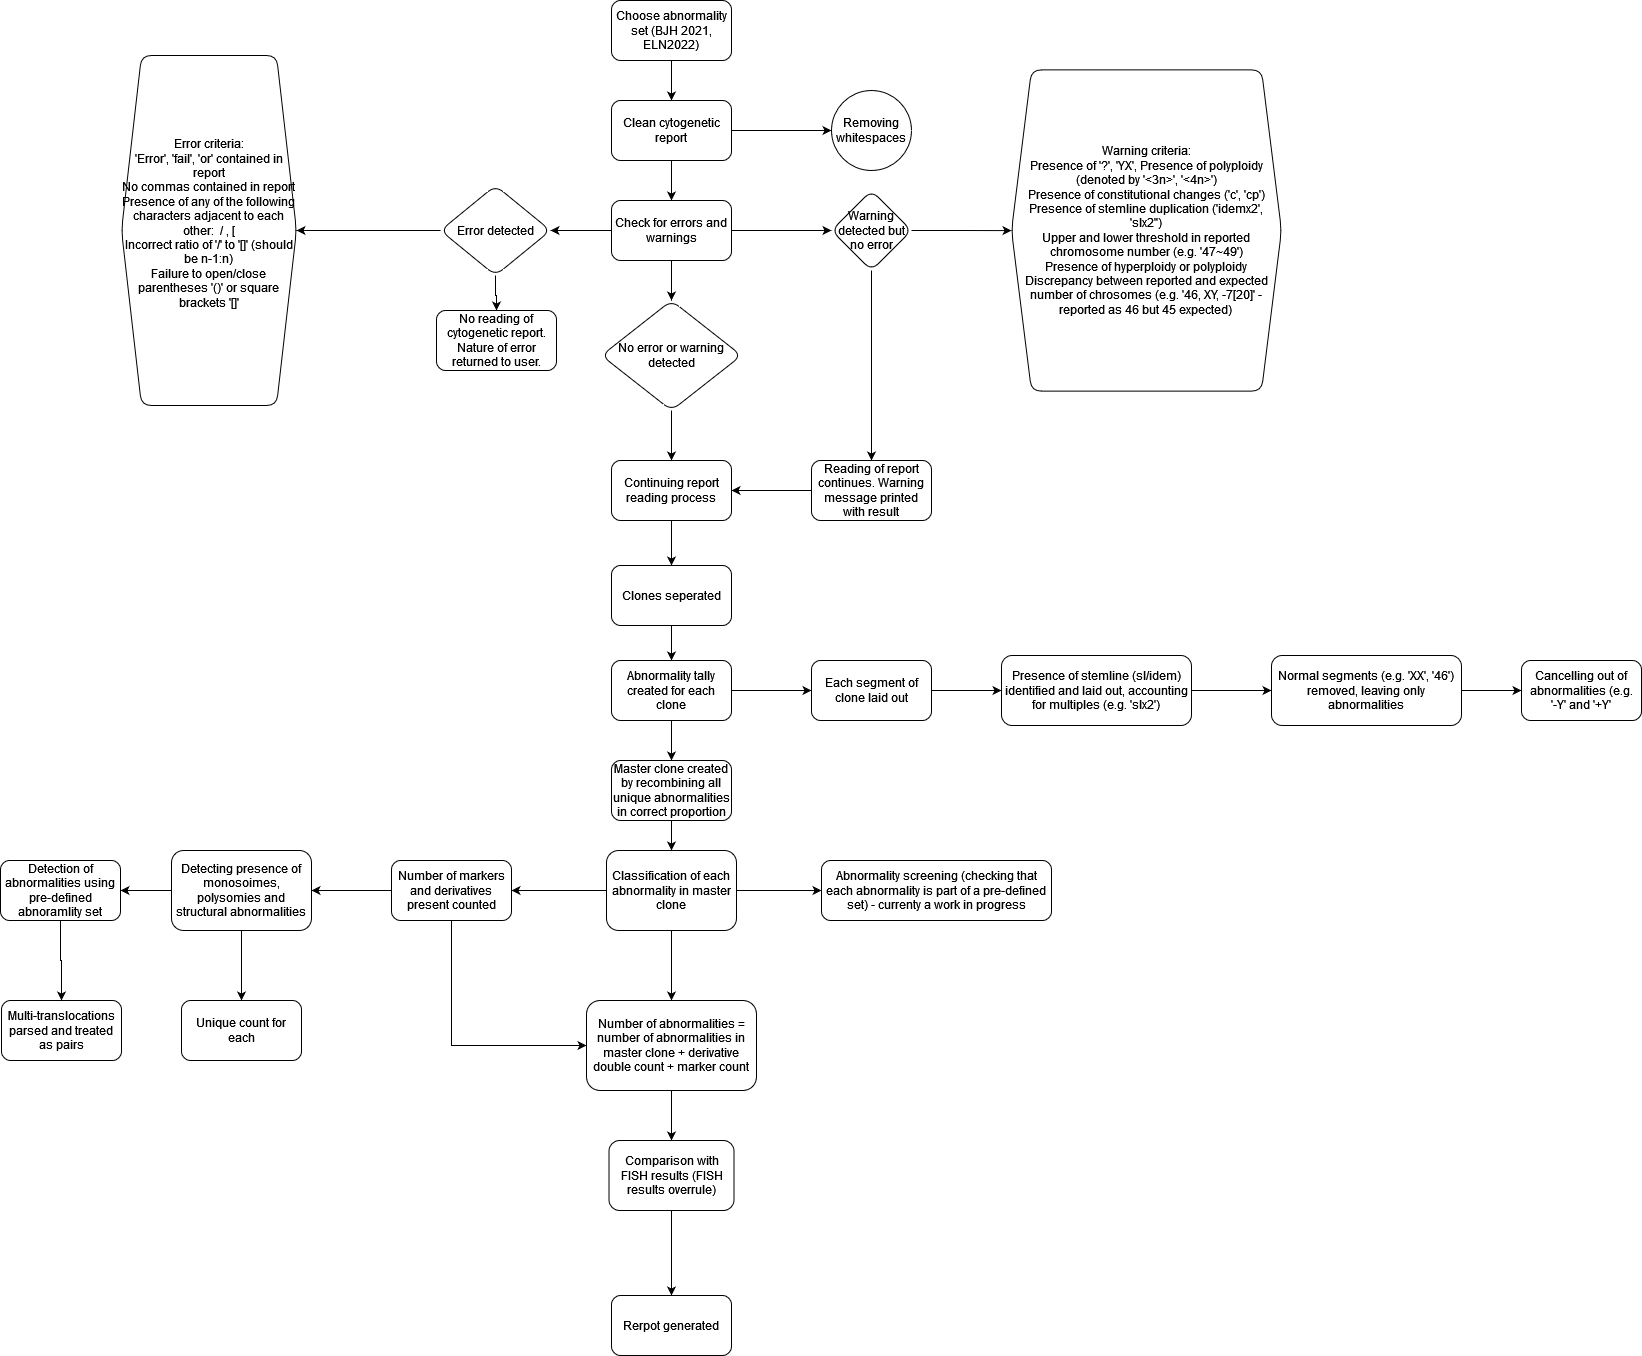 Choose abnormality
set (BJH 2021,
ELN2022)
Clean cytogenetic
report
Removing
whitespaces
Error criteria:
'Error', 'fail', 'or' contained in
report
No commas contained in report
Presence of any of the following
characters adjacent to each
other:  / , [
Incorrect ratio of '/' to '[]' (should
be n-1:n)
Failure to open/close
parentheses '()' or square
brackets '[]'
Error detected
Check for errors and
warnings
Warning
detected but
no error
Warning criteria:
Presence of '?', 'YX', Presence of polyploidy
(denoted by '<3n>', '<4n>')
Presence of constitutional changes ('c', 'cp')
Presence of stemline duplication ('idemx2',
'slx2")
Upper and lower threshold in reported
chromosome number (e.g. '47~49')
Presence of hyperploidy or polyploidy
Discrepancy between reported and expected
number of chrosomes (e.g. '46, XY, -7[20]' -
reported as 46 but 45 expected)
No reading of
cytogenetic report.
Nature of error
returned to user.
No error or warning
detected
Continuing report
reading process
Reading of report
continues. Warning
message printed
with result
Clones seperated
Abnormality tally
created for each
clone
Each segment of
clone laid out
Presence of stemline (sl/idem)
identified and laid out, accounting
for multiples (e.g. 'slx2')
Normal segments (e.g. 'XX', '46')
removed, leaving only
abnormalities
Cancelling out of
abnormalities (e.g.
'-Y' and '+Y'
Master clone created
by recombining all
unique abnormalities
in correct proportion
Detection of
abnormalities using
pre-defined
abnoramlity set
Detecting presence of
monosoimes,
polysomies and
structural abnormalities
Number of markers
and derivatives
present counted
Classification of each
abnormality in master
clone
Abnormality screening (checking that
each abnormality is part of a pre-defined
set) - currenty a work in progress
Multi-translocations
parsed and treated
as pairs
Unique count for
each
Number of abnormalities =
number of abnormalities in
master clone + derivative
double count + marker count
Comparison with
FISH results (FISH
results overrule)
Rerpot generated